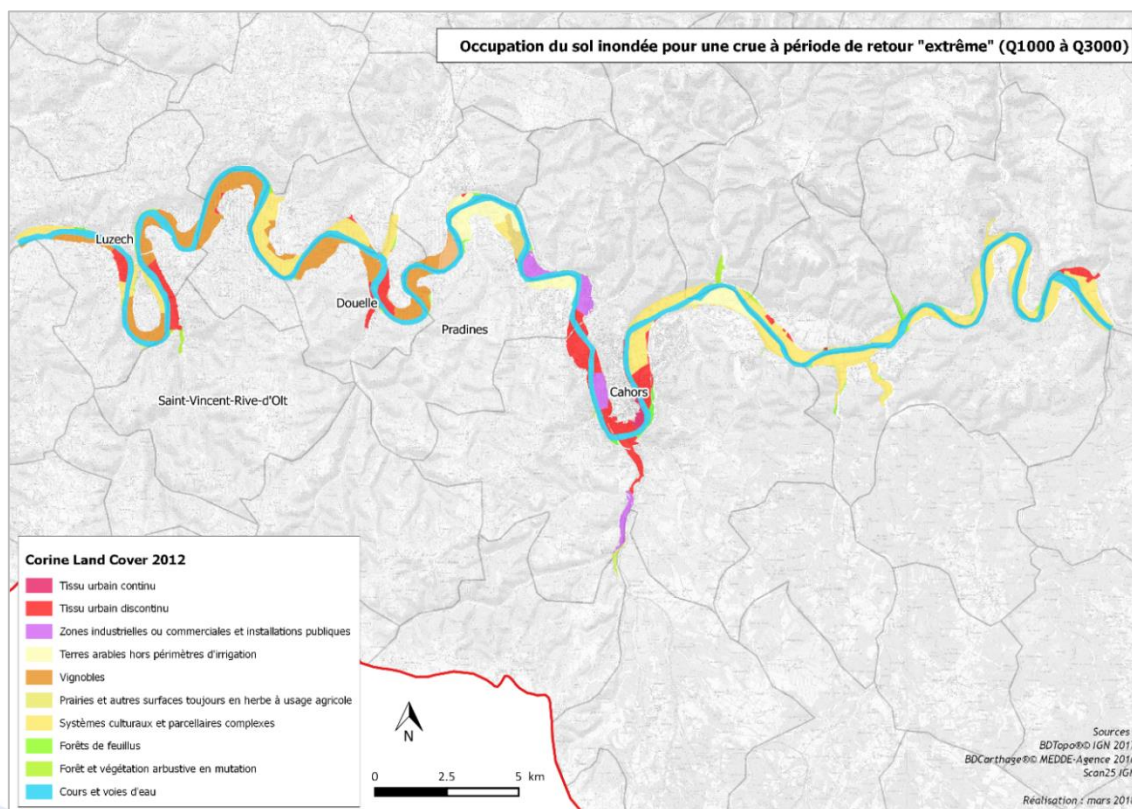 Occupation du sol inondée pour une crue à période de retour "extrême" (Q1000 à Q3000)
Luzech
Douelle
Pradines
Cahors
Saint-Vincent-Rive-d'Olt
Corine Land Cover 2012
Tissu urbain continu
Tissu urbain discontinu
Zones industrielles ou commerciales et installations publiques
Terres arables hors périmètres d'irrigation
Vignobles
Prairies et autres surfaces toujours en herbe à usage agricole
Systèmes culturaux et parcellaires complexes
Forêts de feuillus
Forêt et végétation arbustive en mutation
Cours et voies d'eau
N
0 2.5 5 km
Sources
BDTopo®© IGN
BDCarthage®© MEDDE-Agence
Scan25
Réalisation : mars